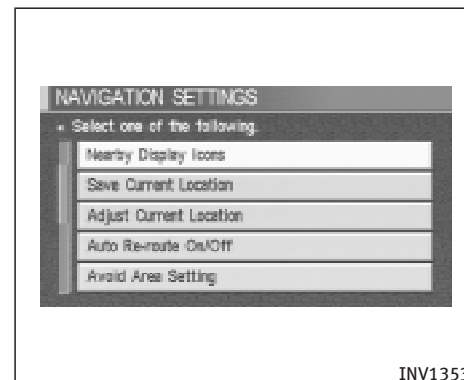 NAVIGATION SETTINGS
Select one of the following.
Nearby Display Icons
Save Current Location
Adjust Current Location
Auto Re-route On/Off
Avoid Area Setting
INV1353